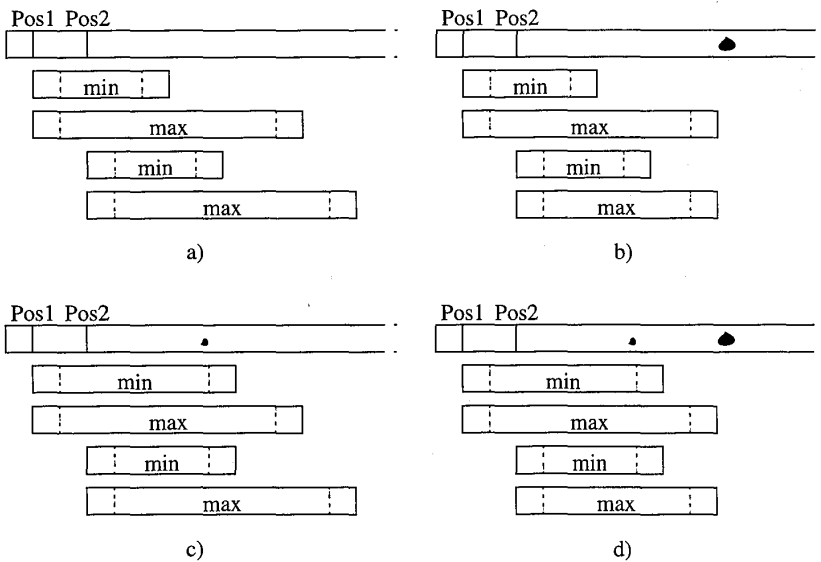 Pos1 Pos2
min
max
min
max
a)
Pos1 Pos2
min
max
min
max
b)
Pos1 Pos2
min
max
min
max
c)
Pos1 Pos2
min
max
min
max
d)